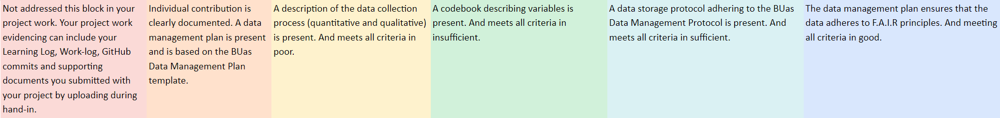 Not addressed this block in your
project work. Your project work
evidencing can include your
Learning Log, Work-log, GitHub
commits and supporting
documents you submitted with
your project by uploading during
hand-in.
Individual contribution is
clearly documented. A data
management plan is present
and is based on the BUas
Data Management Plan
template.
A description of the data collection
process (quantitative and qualitative)
is present. And meets all criteria in
poor.
A codebook describing variables is
present. And meets all criteria in
insufficient.
A data storage protocol adhering to the BUas
Data Management Protocol is present. And
meets all criteria in sufficient.
The data management plan ensures that the
data adheres to F.A.I.R principles. And meeting
all criteria in good.